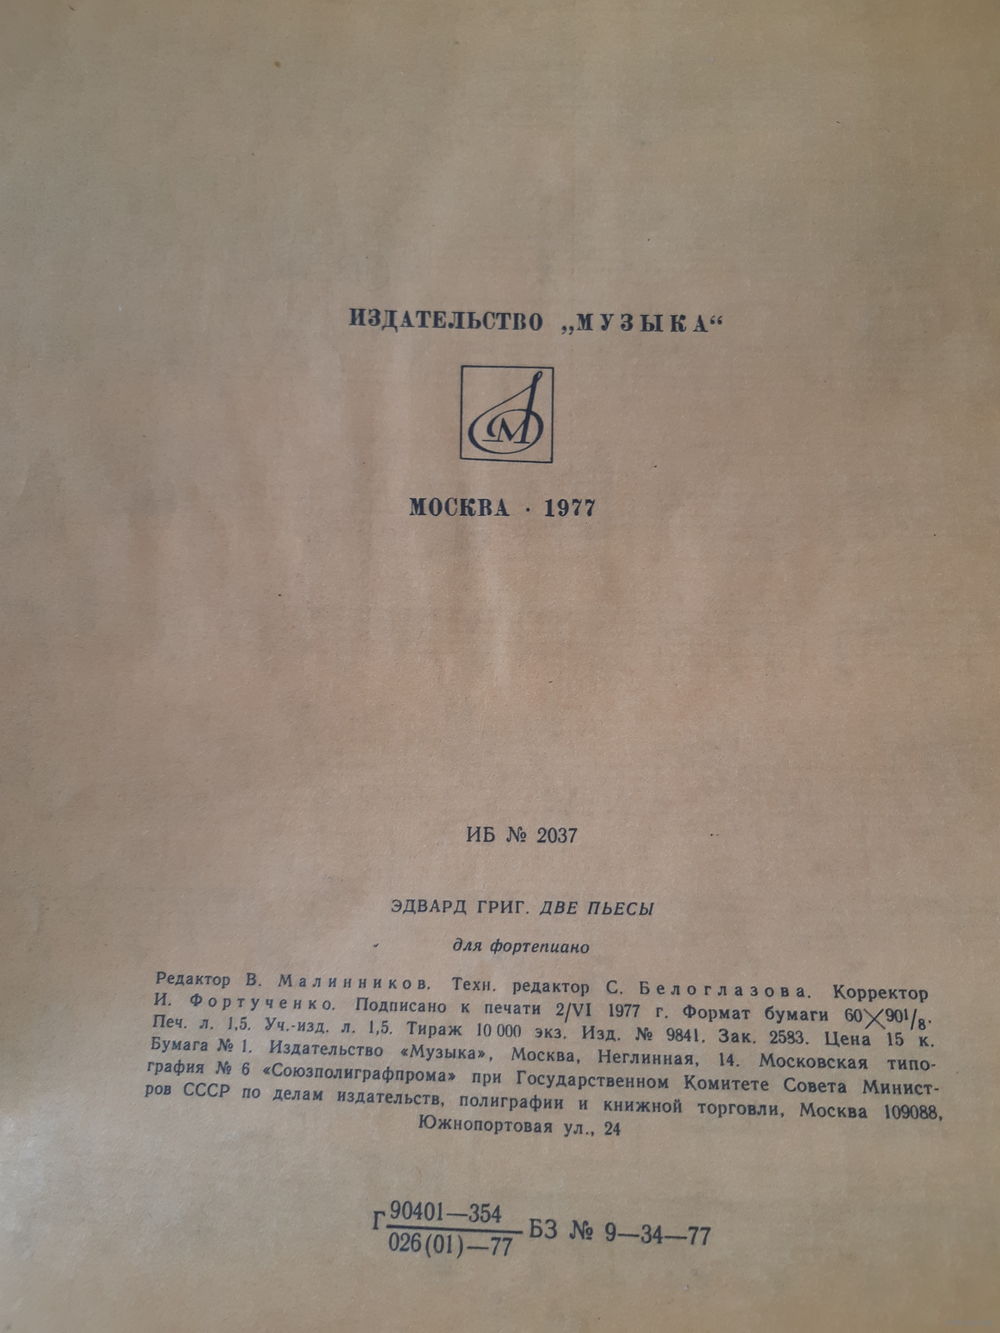 ИЗДАТЕЛЬСТВО „МУЗЫКА“
М
МОСКВА · 1977
ИБ № 2037
ЭДВАРД ГРИГ. ДВЕ ПЬЕСЫ
для фортепиано
Редактор В. Малинников. Техн. редактор С. Белоглазова. Корректор
И. Фортученко. Подписано к печати 2/VI 1977 г. Формат бумаги 60×901/8.
Печ. л. 1,5. Уч.-изд. л. 1,5. Тираж 10 000 экз. Изд. № 9841. Зак. 2583. Цена 15 к.
Бумага № 1. Издательство «Музыка», Москва, Неглинная, 14. Московская типо-
графия № 6 «Союзполиграфпрома» при Государственном Комитете Совета Минист-
ров СССР по делам издательств, полиграфии и книжной торговли, Москва 109088,
Южнопортовая ул., 24
Г 90401—354 БЗ № 9—34—77
026(01)—77